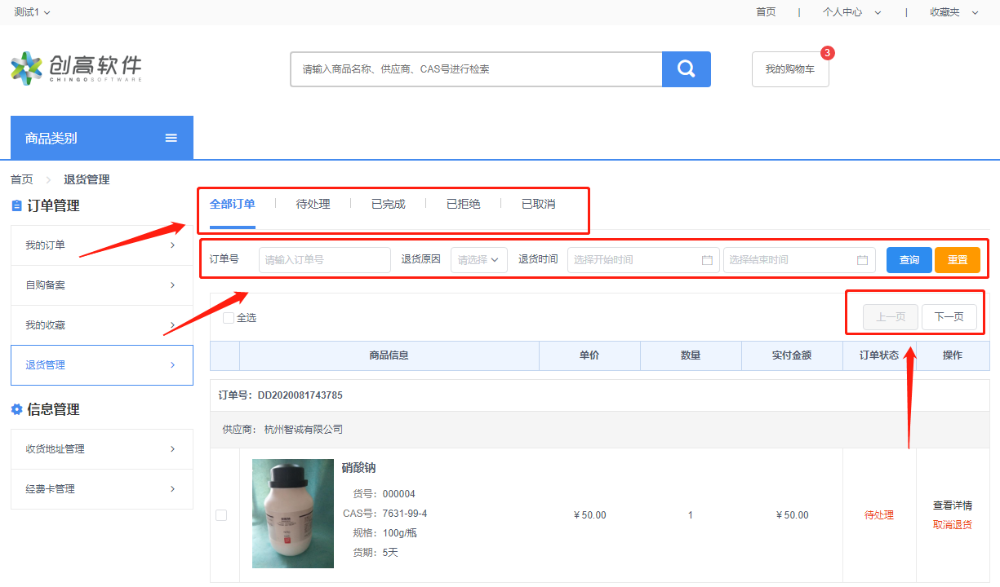 测试1
首页 | 个人中心 | 收藏夹
创高软件
CHINGOSOFTWARE
请输入商品名称、供应商、CAS号进行检索
我的购物车
3
商品类别
首页 退货管理
订单管理
我的订单
自购备案
我的收藏
退货管理
信息管理
收货地址管理
经费卡管理
全部订单 待处理 已完成 已拒绝 已取消
订单号 请输入订单号 退货原因 请选择 退货时间 选择开始时间 选择结束时间 查询 重置
全选 上一页 下一页
商品信息 单价 数量 实付金额 订单状态 操作
订单号：DD2020081743785
供应商： 杭州智诚有限公司
硝酸钠
货号：000004
CAS号：7631-99-4
规格：100g/瓶
货期：5天
￥50.00 1 ￥50.00 待处理
查看详情
取消退货